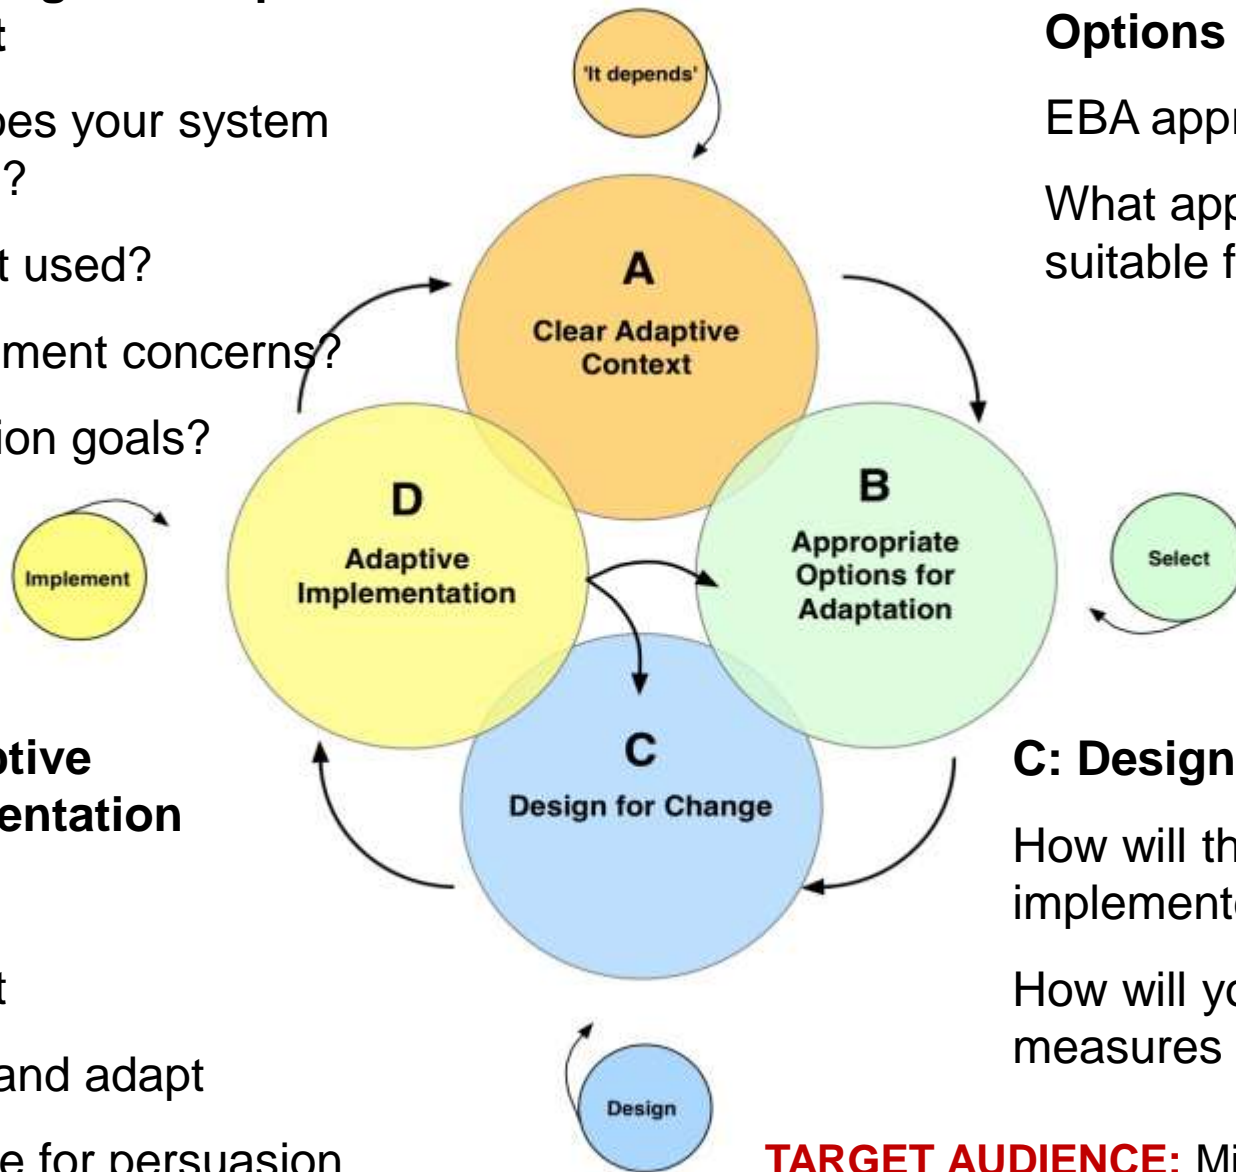 t
pes your system
?
t used?
ment concerns?
ion goals?
'It depends'
Options
EBA appr
What app
suitable f
A
Clear Adaptive
Context
B
Appropriate
Options for
Adaptation
Select
D
Adaptive
Implementation
Implement
C
Design for Change
Design
ptive
entation
t
and adapt
e for persuasion
C: Design
How will th
implemente
How will yo
measures
TARGET AUDIENCE: Mi